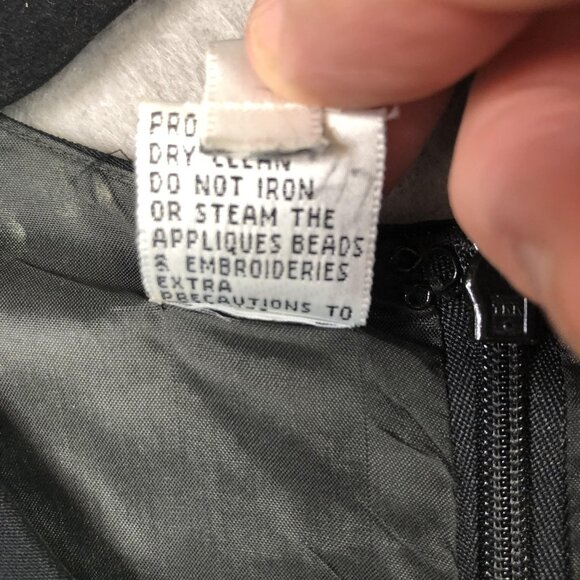 PRO
DRY CLEAN
DO NOT IRON
OR STEAM THE
APPLIQUES BEADS
& EMBROIDERIES
EXTRA
PRECAUTIONS TO